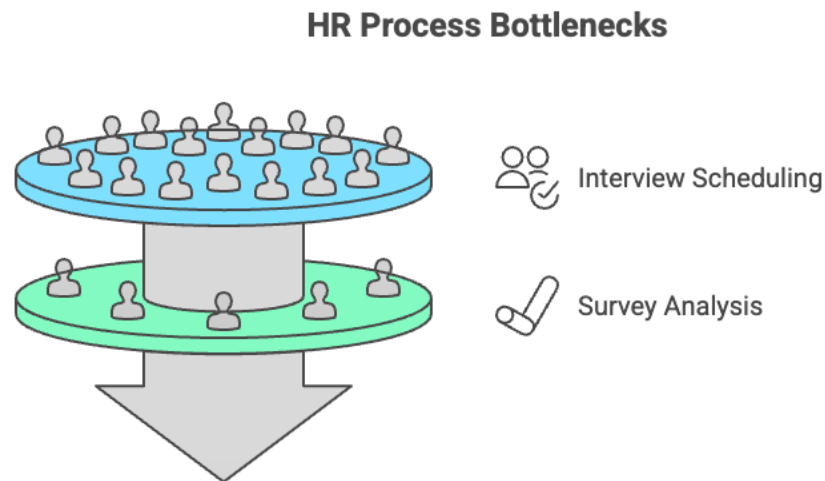 HR Process Bottlenecks
Interview Scheduling
Survey Analysis